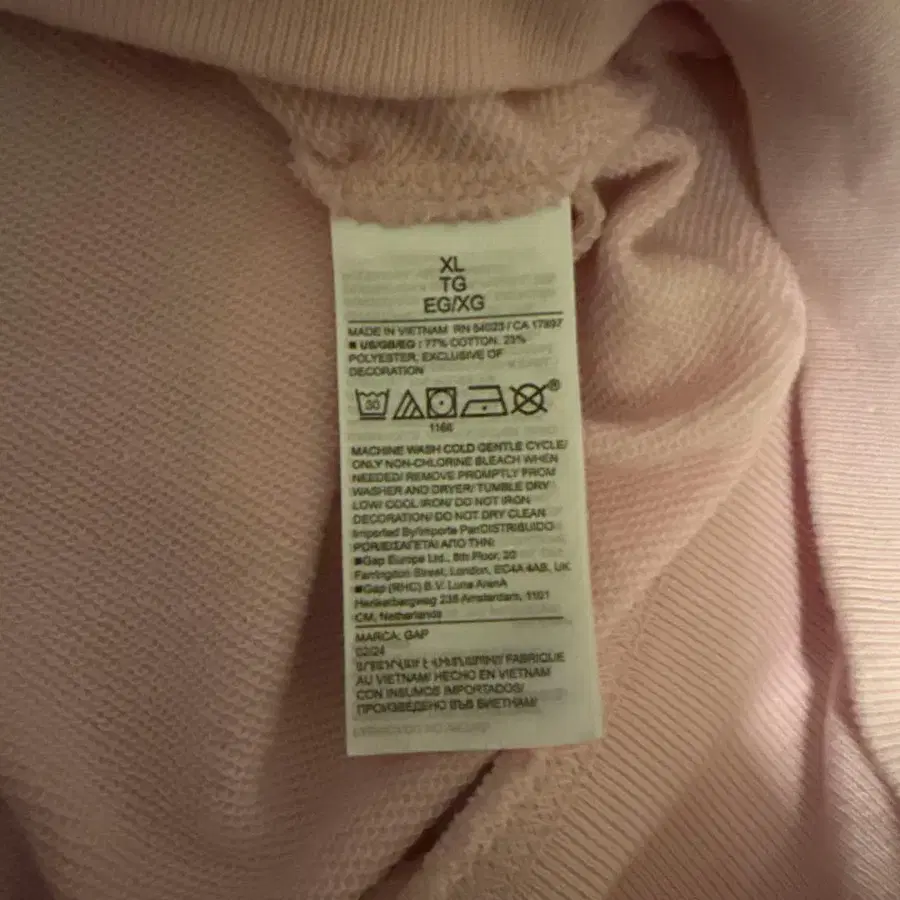 XL
TG
EG/XG
MADE IN VIETNAM RN 54023 / CA 17897
■ US/GB/EG : 77% COTTON, 23%
POLYESTER; EXCLUSIVE OF
DECORATION
30
®
1166
MACHINE WASH COLD GENTLE CYCLE/
ONLY NON-CHLORINE BLEACH WHEN
NEEDED/ REMOVE PROMPTLY FROM
WASHER AND DRYER/ TUMBLE DRY
LOW/ COOL IRON/ DO NOT IRON
DECORATION/ DO NOT DRY CLEAN
Imported By/Importe Par/DISTRIBUIDO
POR/ΕΙΣΑΓΕΤΑΙ ΑΠΟ ΤΗΝ:
■Gap Europe Ltd., 8th Floor, 20
Farringdon Street, London, EC4A 4AB, UK
■Gap (RHC) B.V. Luna ArenA
Herikerbergweg 238 Amsterdam, 1101
CM, Netherlands
MARCA: GAP
02/24
FABRIQUE
AU VIETNAM/ HECHO EN VIETNAM
CON INSUMOS IMPORTADOS/
ПРОИЗВЕДЕНО ВЪВ ВИЕТНАМ/